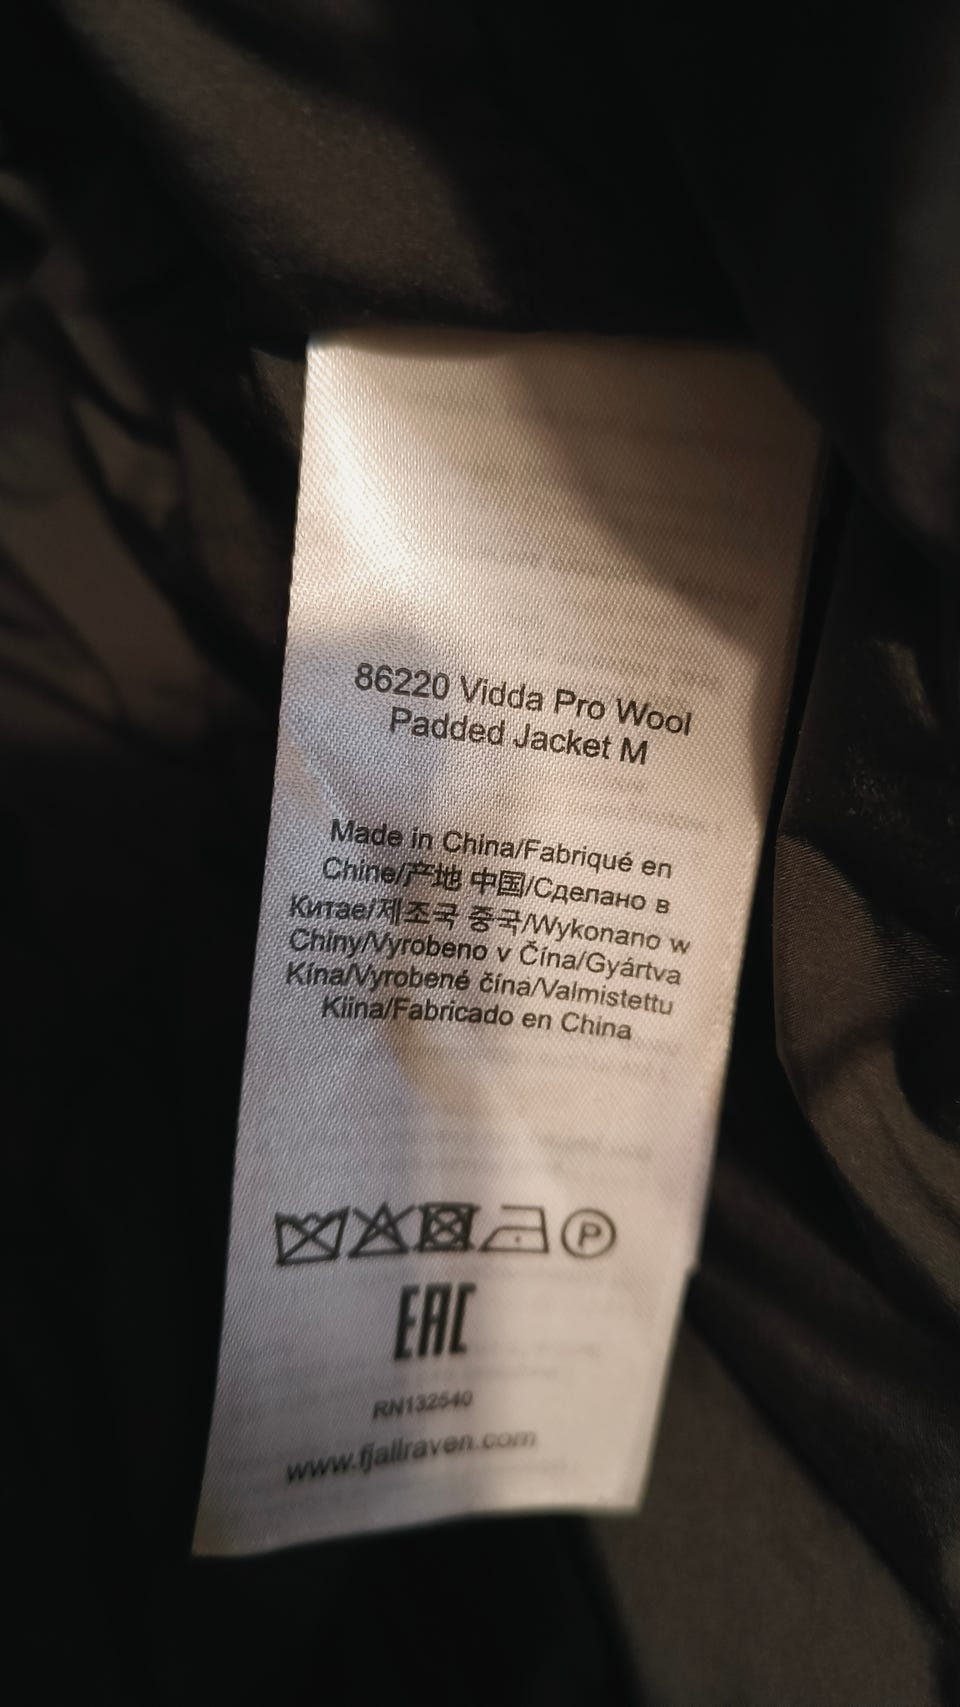 86220 Vidda Pro Wool
Padded Jacket M
Made in China/Fabriqué en
Chine/产地 中国/Сделано в
Китае/제조국 중국/Wykonano w
Chiny/Vyrobeno v Čína/Gyártva
Kína/Vyrobené čína/Valmistettu
Kiina/Fabricado en China
P
EAC
RN132540
www.fjallraven.com